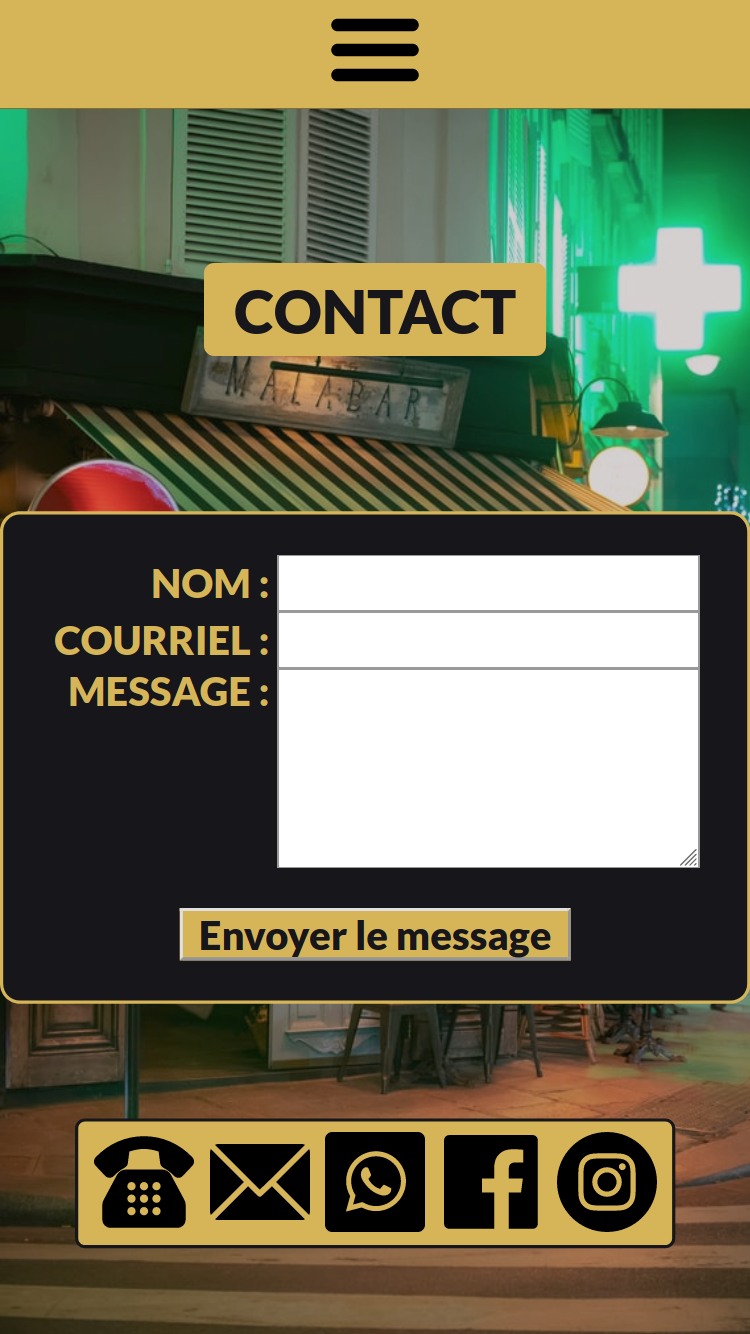 CONTACT
MALABAR
NOM :
COURRIEL :
MESSAGE :
Envoyer le message